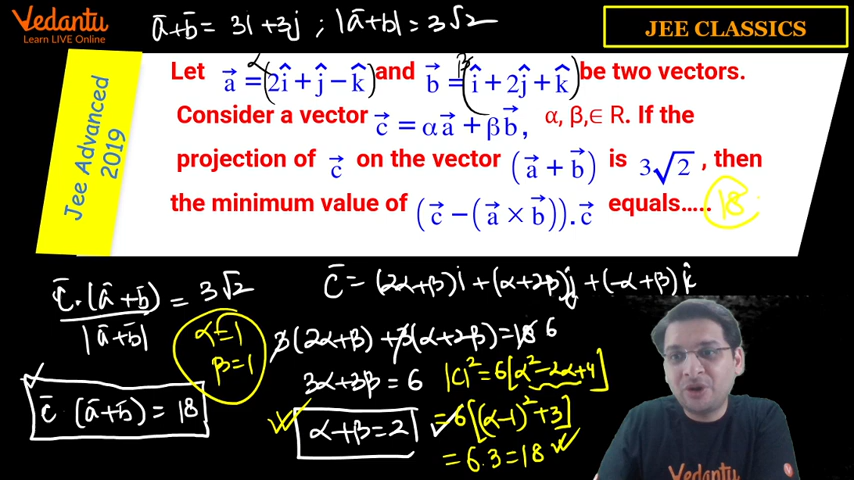 Vedantu
Learn LIVE Online
a̅+b̅ = 3i+3j ; |a̅+b̅|=3√2
JEE CLASSICS
Jee Advanced 2019
Let a⃗ = α(2î + ĵ − k̂) and b⃗ = β(î + 2ĵ + k̂) be two vectors.
Consider a vector c⃗ = αa⃗ + βb⃗, α, β,∈ R. If the
projection of c⃗ on the vector (a⃗ + b⃗) is 3√2 , then
the minimum value of (c⃗ − (a⃗ × b⃗)).c⃗ equals….. 18
c̅·(a̅+b̅)/|a̅+b̅| = 3√2
α=1
β=1
c̅ (a̅+b̅) = 18
c̅ = (2α+β)i + (α+2β)j + (-α+β)k̂
3(2α+β) + 3(α+2β) = 18 6
3α+3β = 6
α+β=2
|c|² = 6[α²-2α+4]
= 6[(α-1)²+3]
= 6.3 = 18
Vedantu